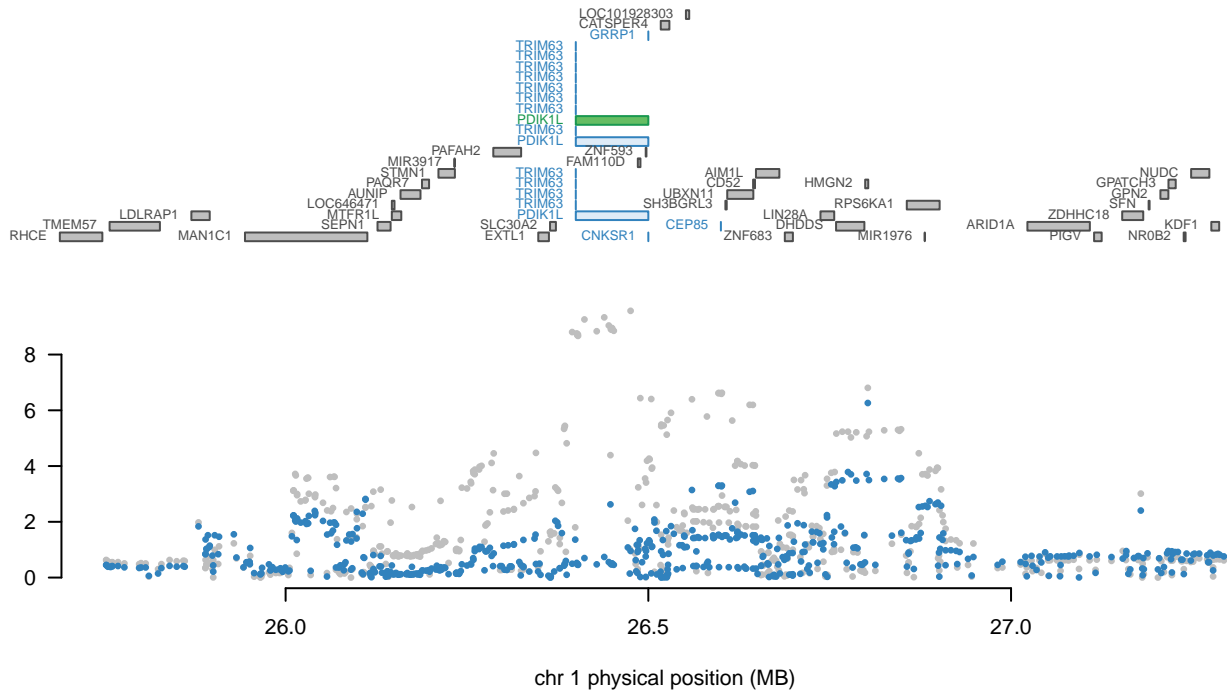 LOC101928303
CATSPER4
GRRP1
TRIM63
TRIM63
TRIM63
TRIM63
TRIM63
TRIM63
TRIM63
PDIK1L
TRIM63
PDIK1L
PAFAH2 ZNF593
MIR3917 FAM110D
STMN1 TRIM63 AIM1L NUDC
PAQR7 TRIM63 CD52 HMGN2 GPATCH3
AUNIP TRIM63 UBXN11 GPN2
LOC646471 TRIM63 SH3BGRL3 RPS6KA1 SFN
LDLRAP1 MTFR1L PDIK1L LIN28A ZDHHC18
TMEM57 SEPN1 SLC30A2 CEP85 DHDDS ARID1A KDF1
RHCE MAN1C1 EXTL1 CNKSR1 ZNF683 MIR1976 PIGV NR0B2
8
6
4
2
0
26.0 26.5 27.0
chr 1 physical position (MB)